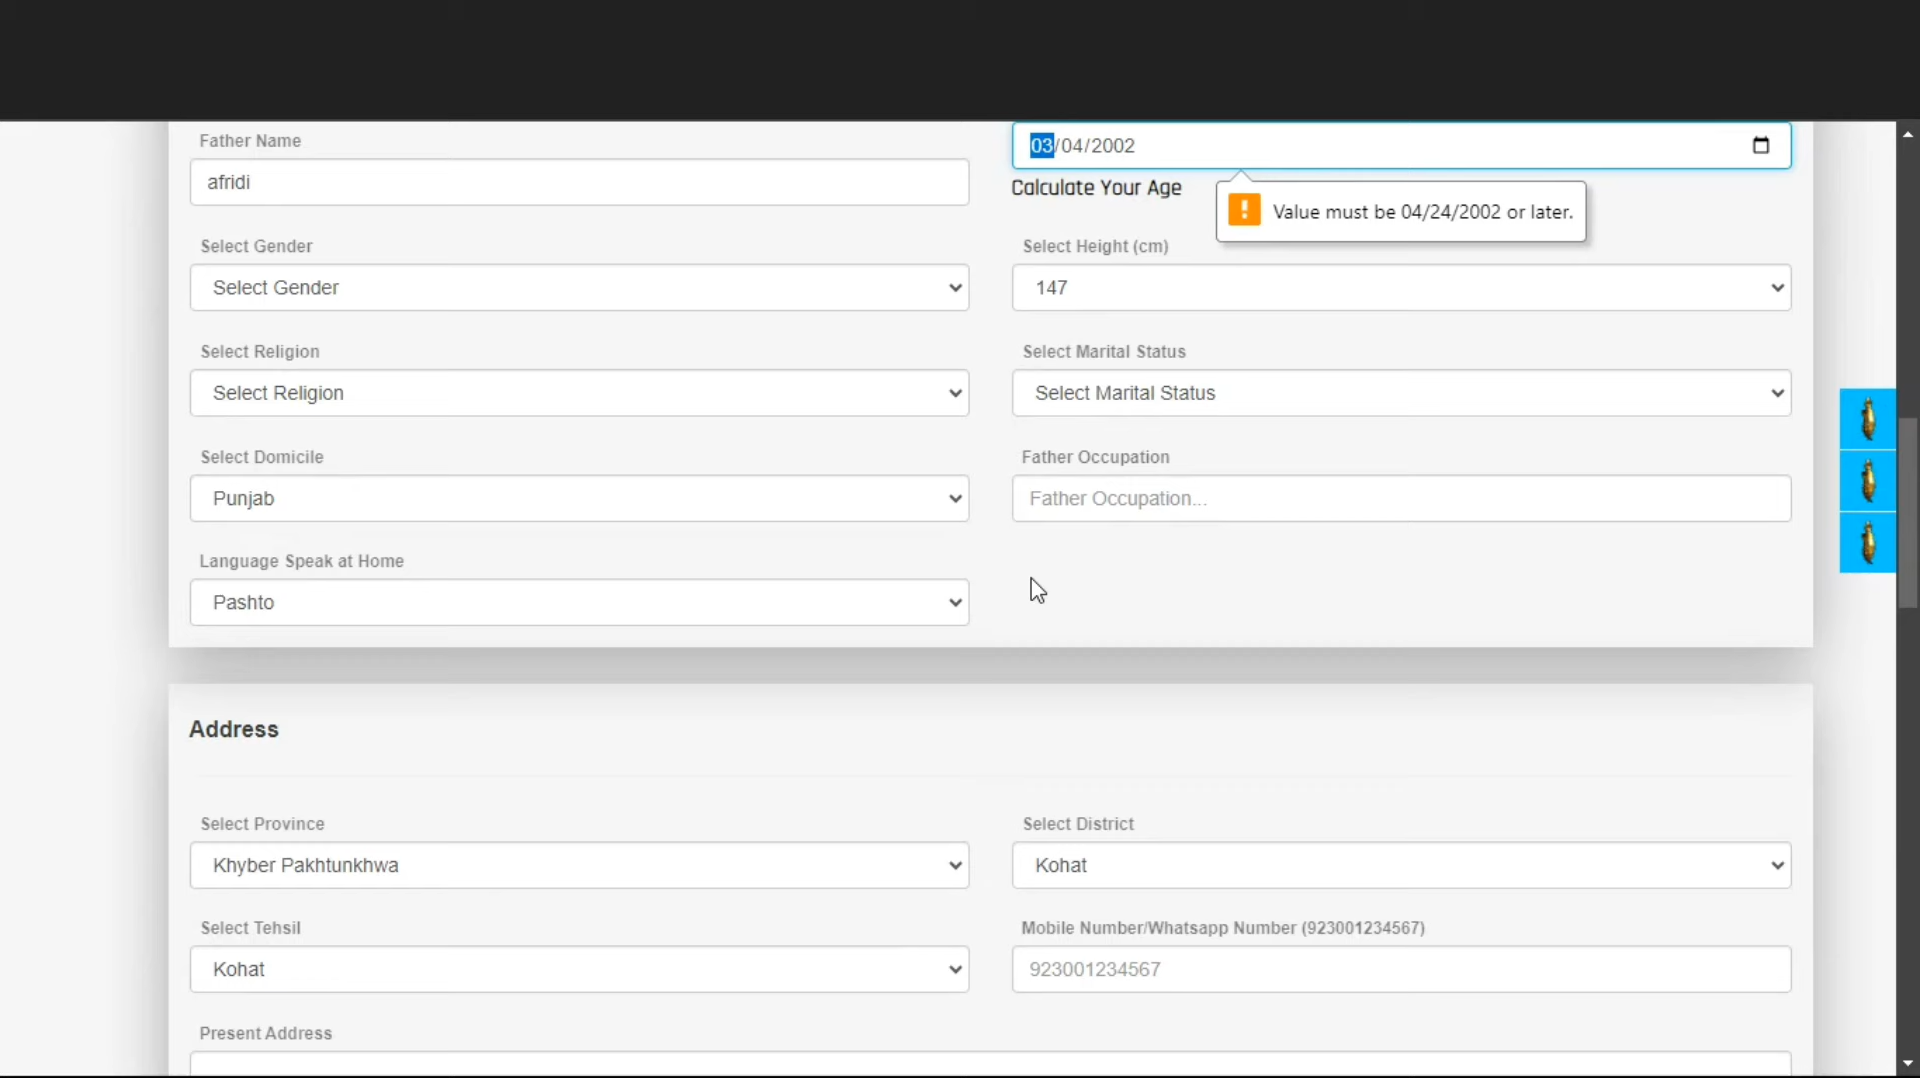 Father Name
03/04/2002
afridi
Calculate Your Age
Value must be 04/24/2002 or later.
Select Gender
Select Height (cm)
Select Gender
147
Select Religion
Select Marital Status
Select Religion
Select Marital Status
Select Domicile
Father Occupation
Punjab
Father Occupation...
Language Speak at Home
Pashto
Address
Select Province
Select District
Khyber Pakhtunkhwa
Kohat
Select Tehsil
Mobile Number/Whatsapp Number (923001234567)
Kohat
923001234567
Present Address